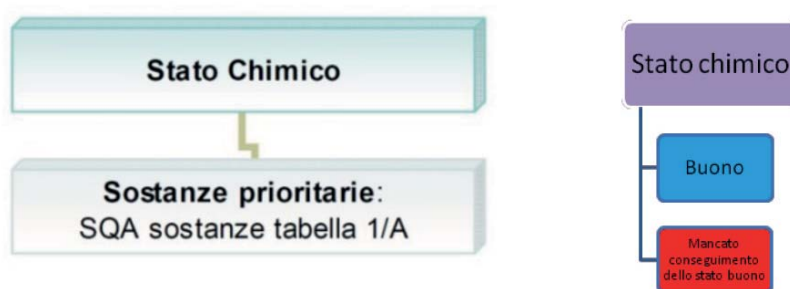 Stato Chimico
Sostanze prioritarie:
SQA sostanze tabella 1/A
Stato chimico
Buono
Mancato
conseguimento
dello stato buono